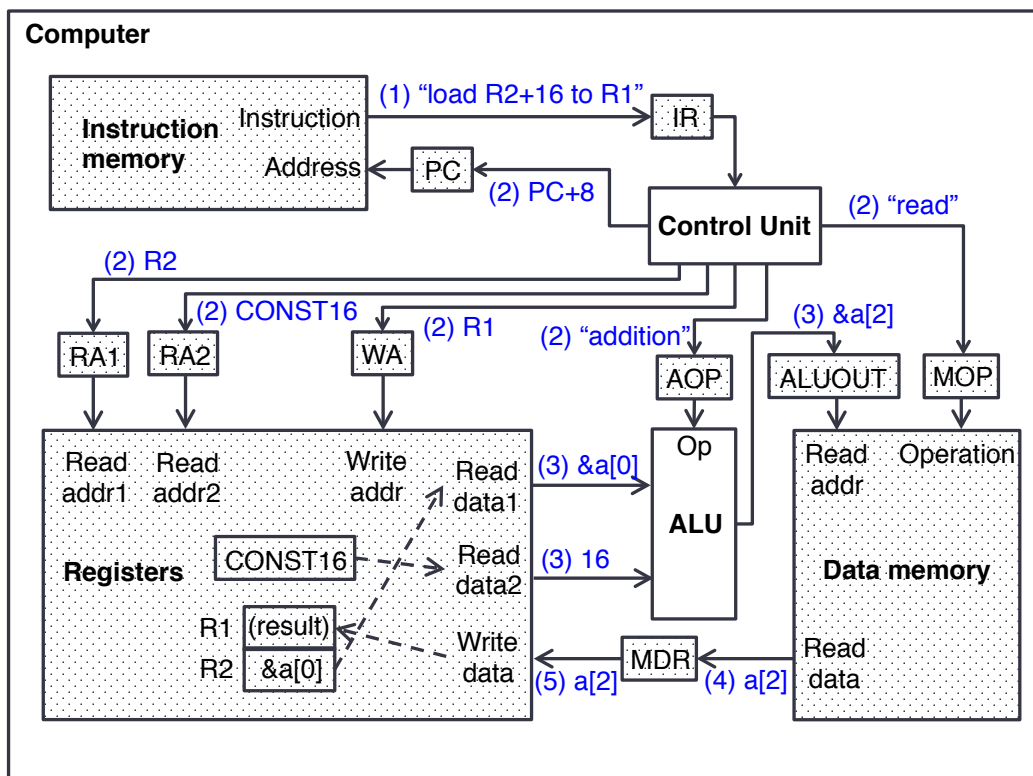 Computer
(1) “load R2+16 to R1”
Instruction
IR
Instruction
memory
Address
PC
(2) PC+8
Control Unit
(2) “read”
(2) R2
(2) CONST16
(2) R1
(2) “addition”
(3) &a[2]
RA1
RA2
WA
AOP
ALUOUT
MOP
Read
addr1
Read
addr2
Write
addr
Read
data1
(3) &a[0]
Op
ALU
Read
addr
Operation
CONST16
Read
data2
(3) 16
Registers
Data memory
R1
(result)
R2
&a[0]
Write
data
(5) a[2]
MDR
(4) a[2]
Read
data